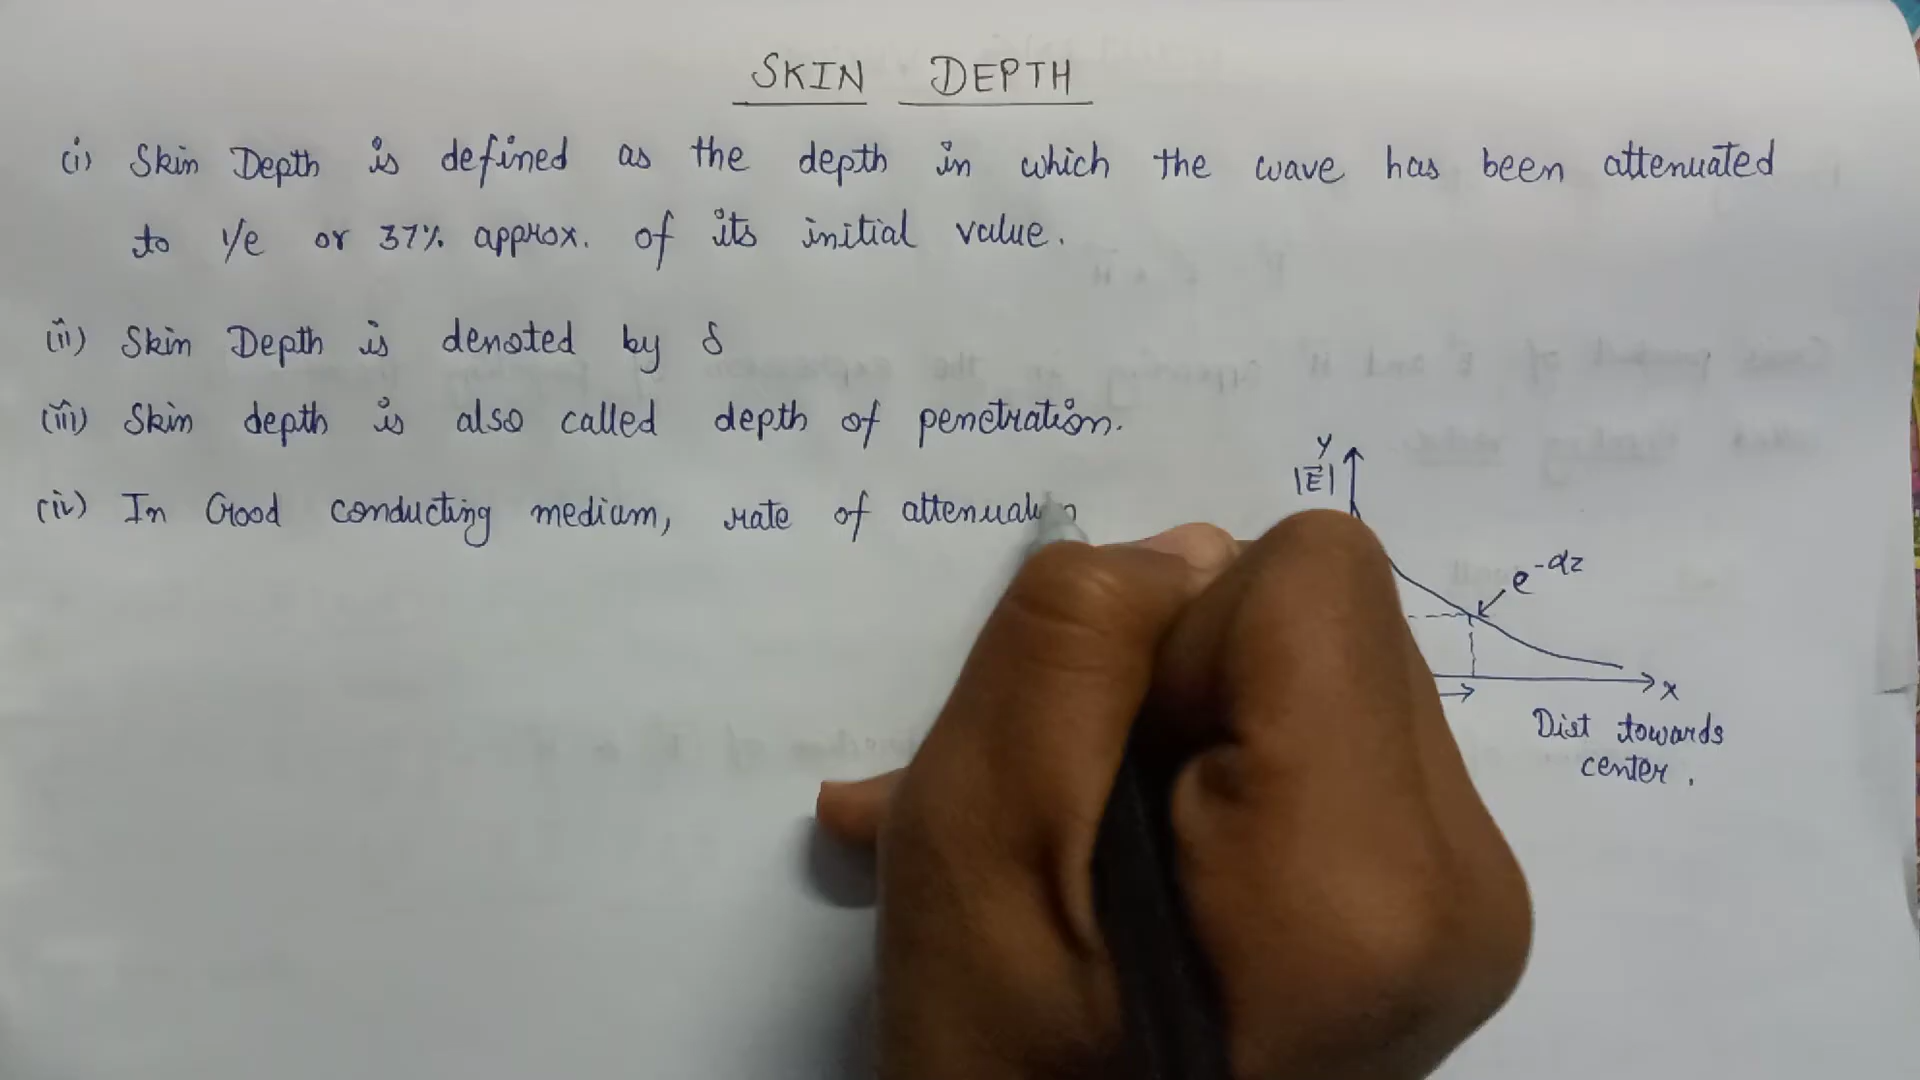 SKIN DEPTH
(i) Skin Depth is defined as the depth in which the wave has been attenuated
to 1/e or 37% approx. of its initial value.
(ii) Skin Depth is denoted by δ
(iii) Skin depth is also called depth of penetration.
(iv) In Good conducting medium, rate of
y
|E⃗|
e^-αz
x
Dist towards
center.